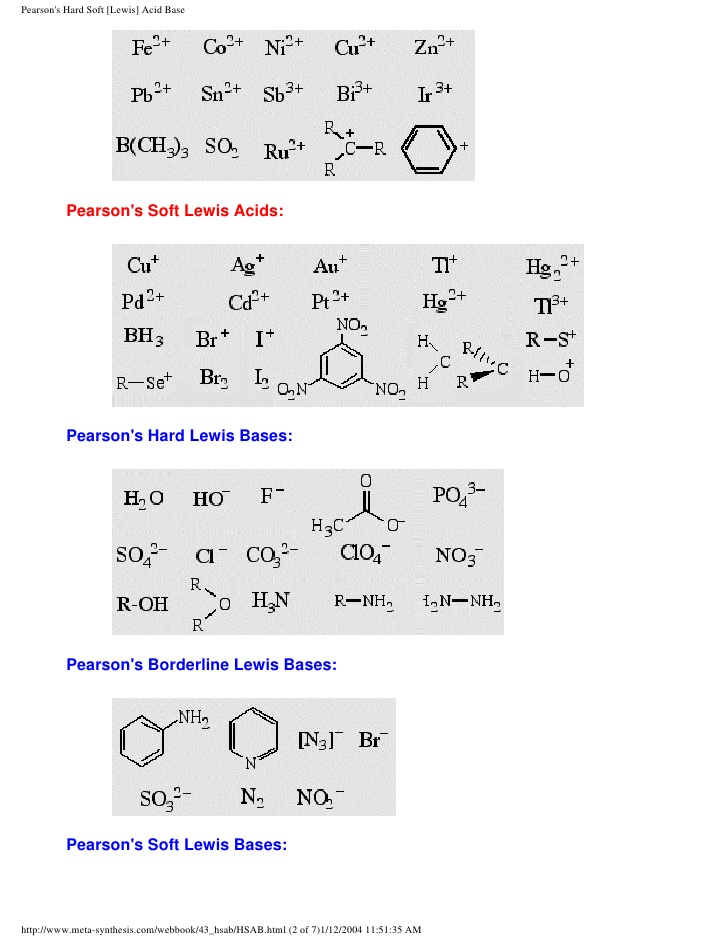 Pearson's Hard Soft [Lewis] Acid Base
Fe²⁺ Co²⁺ Ni²⁺ Cu²⁺ Zn²⁺
Pb²⁺ Sn²⁺ Sb³⁺ Bi³⁺ Ir³⁺
B(CH₃)₃ SO₂ Ru²⁺ R + C R R +
Pearson's Soft Lewis Acids:
Cu⁺ Ag⁺ Au⁺ Tl⁺ Hg₂²⁺
Pd²⁺ Cd²⁺ Pt²⁺ Hg²⁺ Tl³⁺
BH₃ Br⁺ I⁺ NO₂ H C H R R C R–S⁺
R–Se⁺ Br₂ I₂ O₂N NO₂ H–O⁺
Pearson's Hard Lewis Bases:
H₂O HO⁻ F⁻ O H₃C O⁻ PO₄³⁻
SO₄²⁻ Cl⁻ CO₃²⁻ ClO₄⁻ NO₃⁻
R-OH R O R H₃N R–NH₂ H₂N–NH₂
Pearson's Borderline Lewis Bases:
NH₂ N [N₃]⁻ Br⁻
SO₃²⁻ N₂ NO₂⁻
Pearson's Soft Lewis Bases:
http://www.meta-synthesis.com/webbook/43_hsab/HSAB.html (2 of 7)1/12/2004 11:51:35 AM